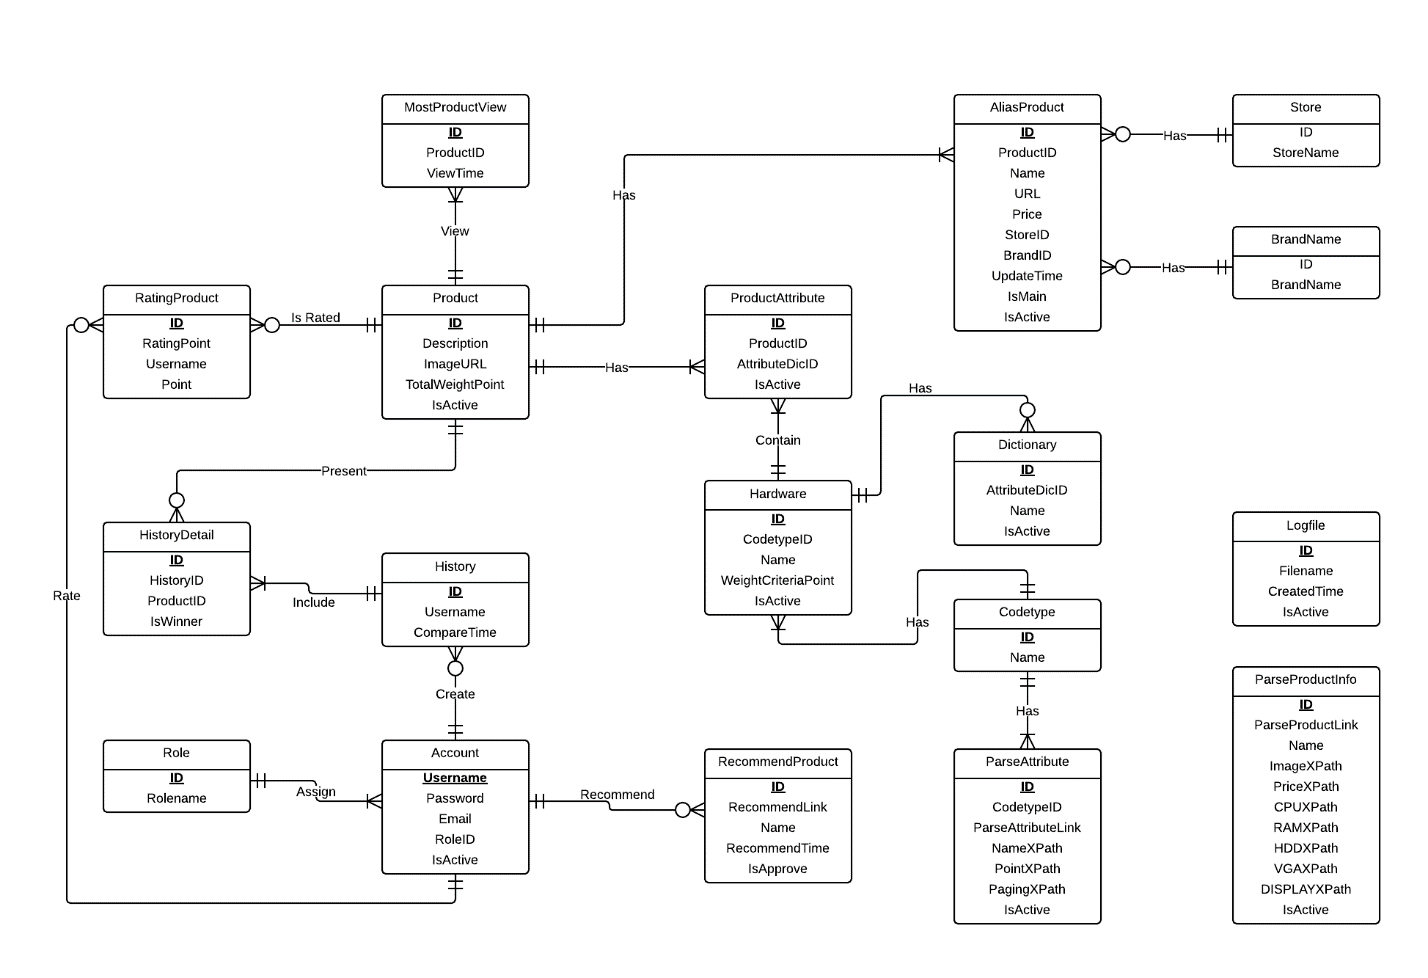 MostProductView
ID
ProductID
ViewTime
View
AliasProduct
ID
ProductID
Name
URL
Price
StoreID
BrandID
UpdateTime
IsMain
IsActive
Has
Store
ID
StoreName
Has
BrandName
ID
BrandName
Has
RatingProduct
ID
RatingPoint
Username
Point
Is Rated
Product
ID
Description
ImageURL
TotalWeightPoint
IsActive
Has
ProductAttribute
ID
ProductID
AttributeDicID
IsActive
Contain
Has
Dictionary
ID
AttributeDicID
Name
IsActive
Present
Hardware
ID
CodetypeID
Name
WeightCriteriaPoint
IsActive
HistoryDetail
ID
HistoryID
ProductID
IsWinner
Include
History
ID
Username
CompareTime
Rate
Has
Codetype
ID
Name
Has
Logfile
ID
Filename
CreatedTime
IsActive
Create
Role
ID
Rolename
Assign
Account
Username
Password
Email
RoleID
IsActive
Recommend
RecommendProduct
ID
RecommendLink
Name
RecommendTime
IsApprove
ParseAttribute
ID
CodetypeID
ParseAttributeLink
NameXPath
PointXPath
PagingXPath
IsActive
ParseProductInfo
ID
ParseProductLink
Name
ImageXPath
PriceXPath
CPUXPath
RAMXPath
HDDXPath
VGAXPath
DISPLAYXPath
IsActive